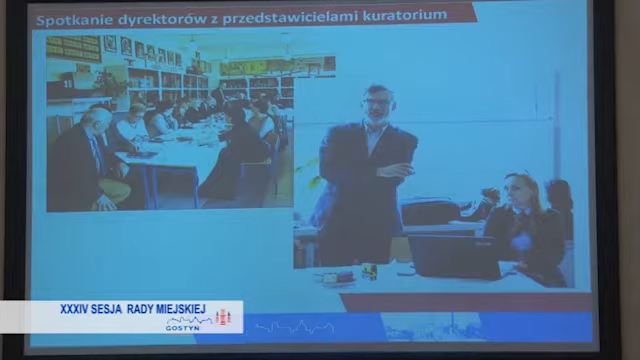 Spotkanie dyrektorów z przedstawicielami kuratorium
XXXIV SESJA RADY MIEJSKIEJ
GOSTYŃ